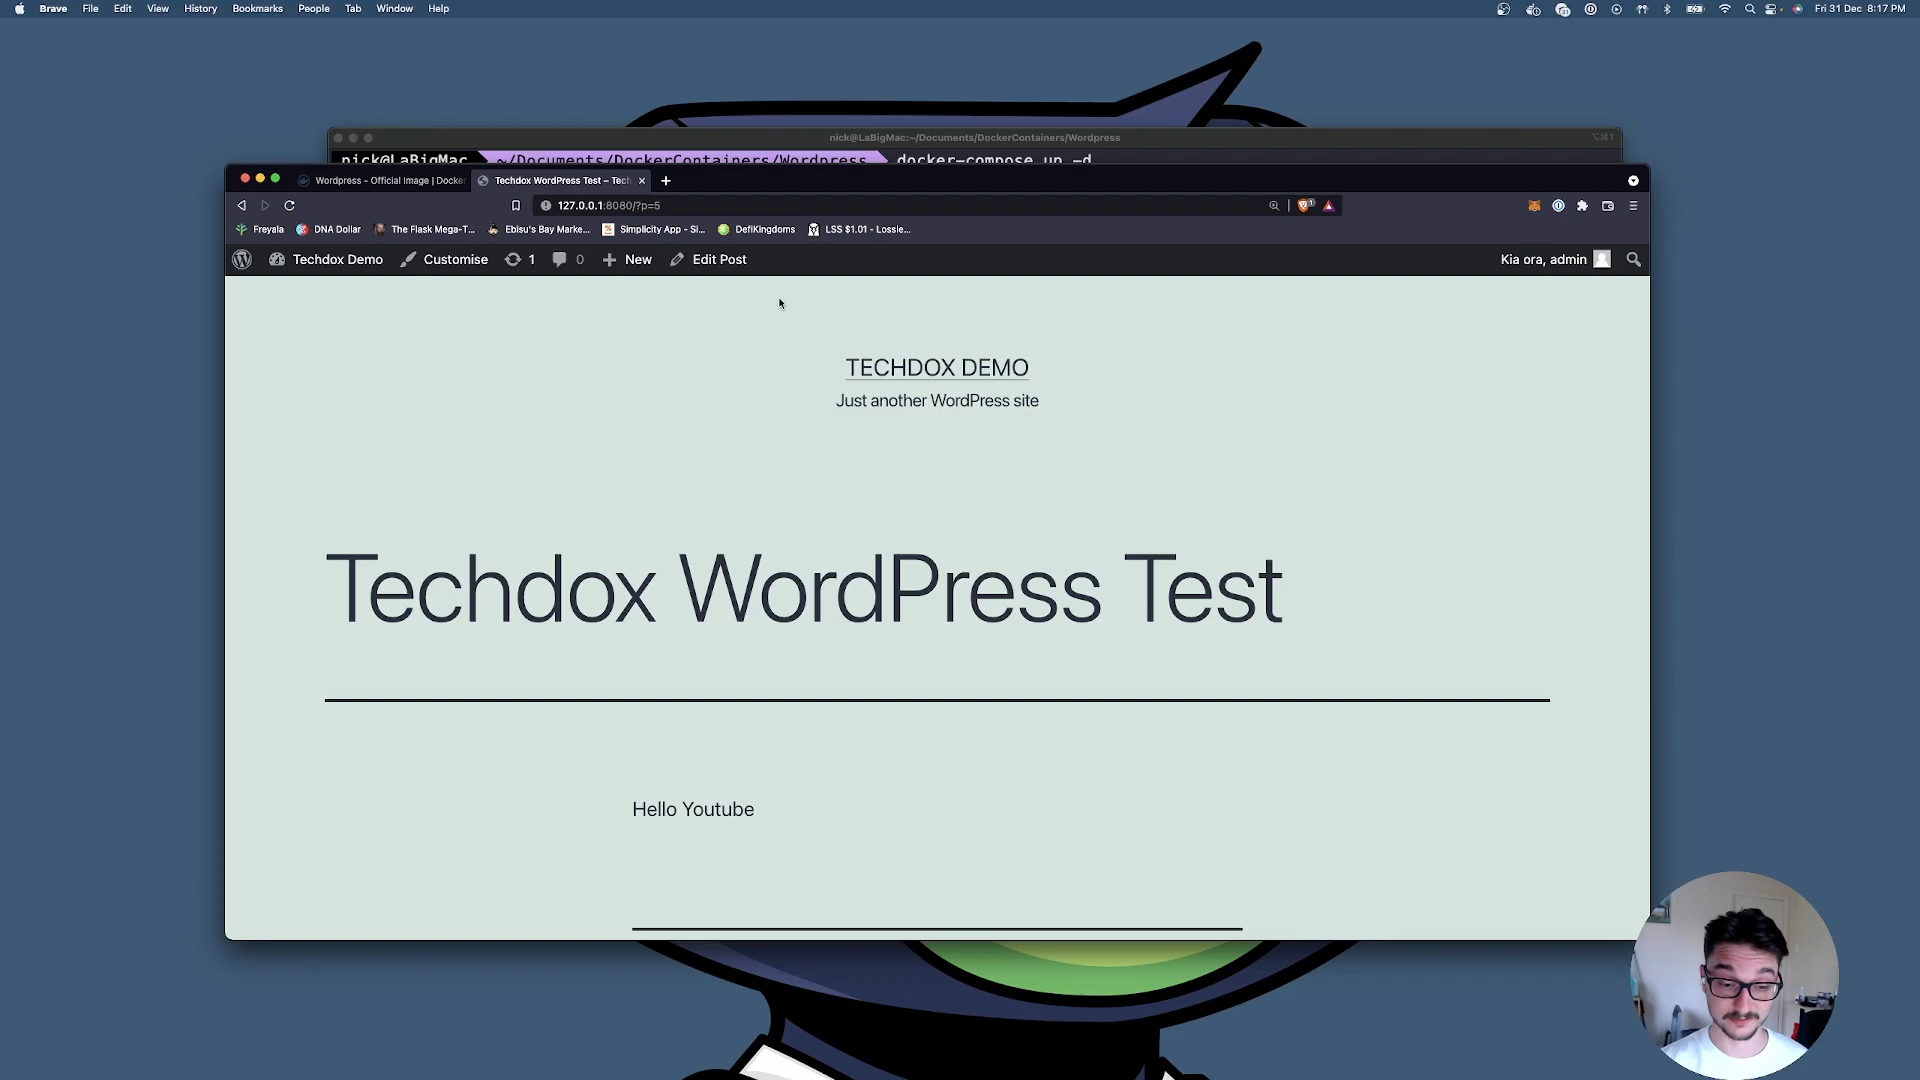 Brave File Edit View History Bookmarks People Tab Window Help
Fri 31 Dec 8:17 PM
nick@LaBigMac:~/Documents/DockerContainers/Wordpress
⌥⌘1
nick@LaBigMac ~/Documents/DockerContainers/Wordpress docker-compose up -d
Wordpress - Official Image | Docker
Techdox WordPress Test – Tech
127.0.0.1:8080/?p=5
Freyala DNA Dollar The Flask Mega-T... Ebisu's Bay Marke... Simplicity App - Si... DefiKingdoms LSS $1.01 - Lossle...
Techdox Demo Customise 1 0 New Edit Post Kia ora, admin
TECHDOX DEMO
Just another WordPress site
Techdox WordPress Test
Hello Youtube